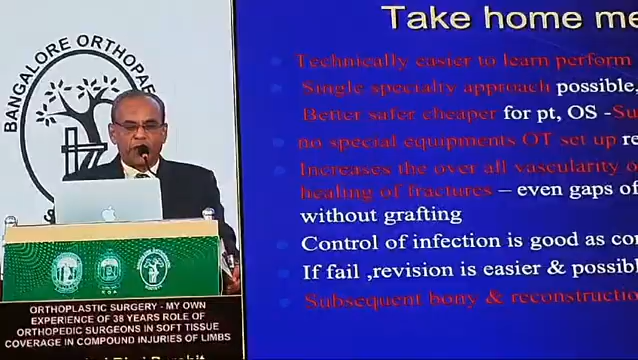 Take home me
Technically easier to learn perform
Single specialty approach possible,
Better safer cheaper for pt, OS -Su
no special equipments OT set up re
Increases the over all vascularity o
healing of fractures – even gaps of
without grafting
Control of infection is good as co
If fail ,revision is easier & possibl
Subsequent bony & reconstructio
BANGALORE ORTHOPAE
KOA
ORTHOPLASTIC SURGERY - MY OWN
EXPERIENCE OF 38 YEARS ROLE OF
ORTHOPEDIC SURGEONS IN SOFT TISSUE
COVERAGE IN COMPOUND INJURIES OF LIMBS